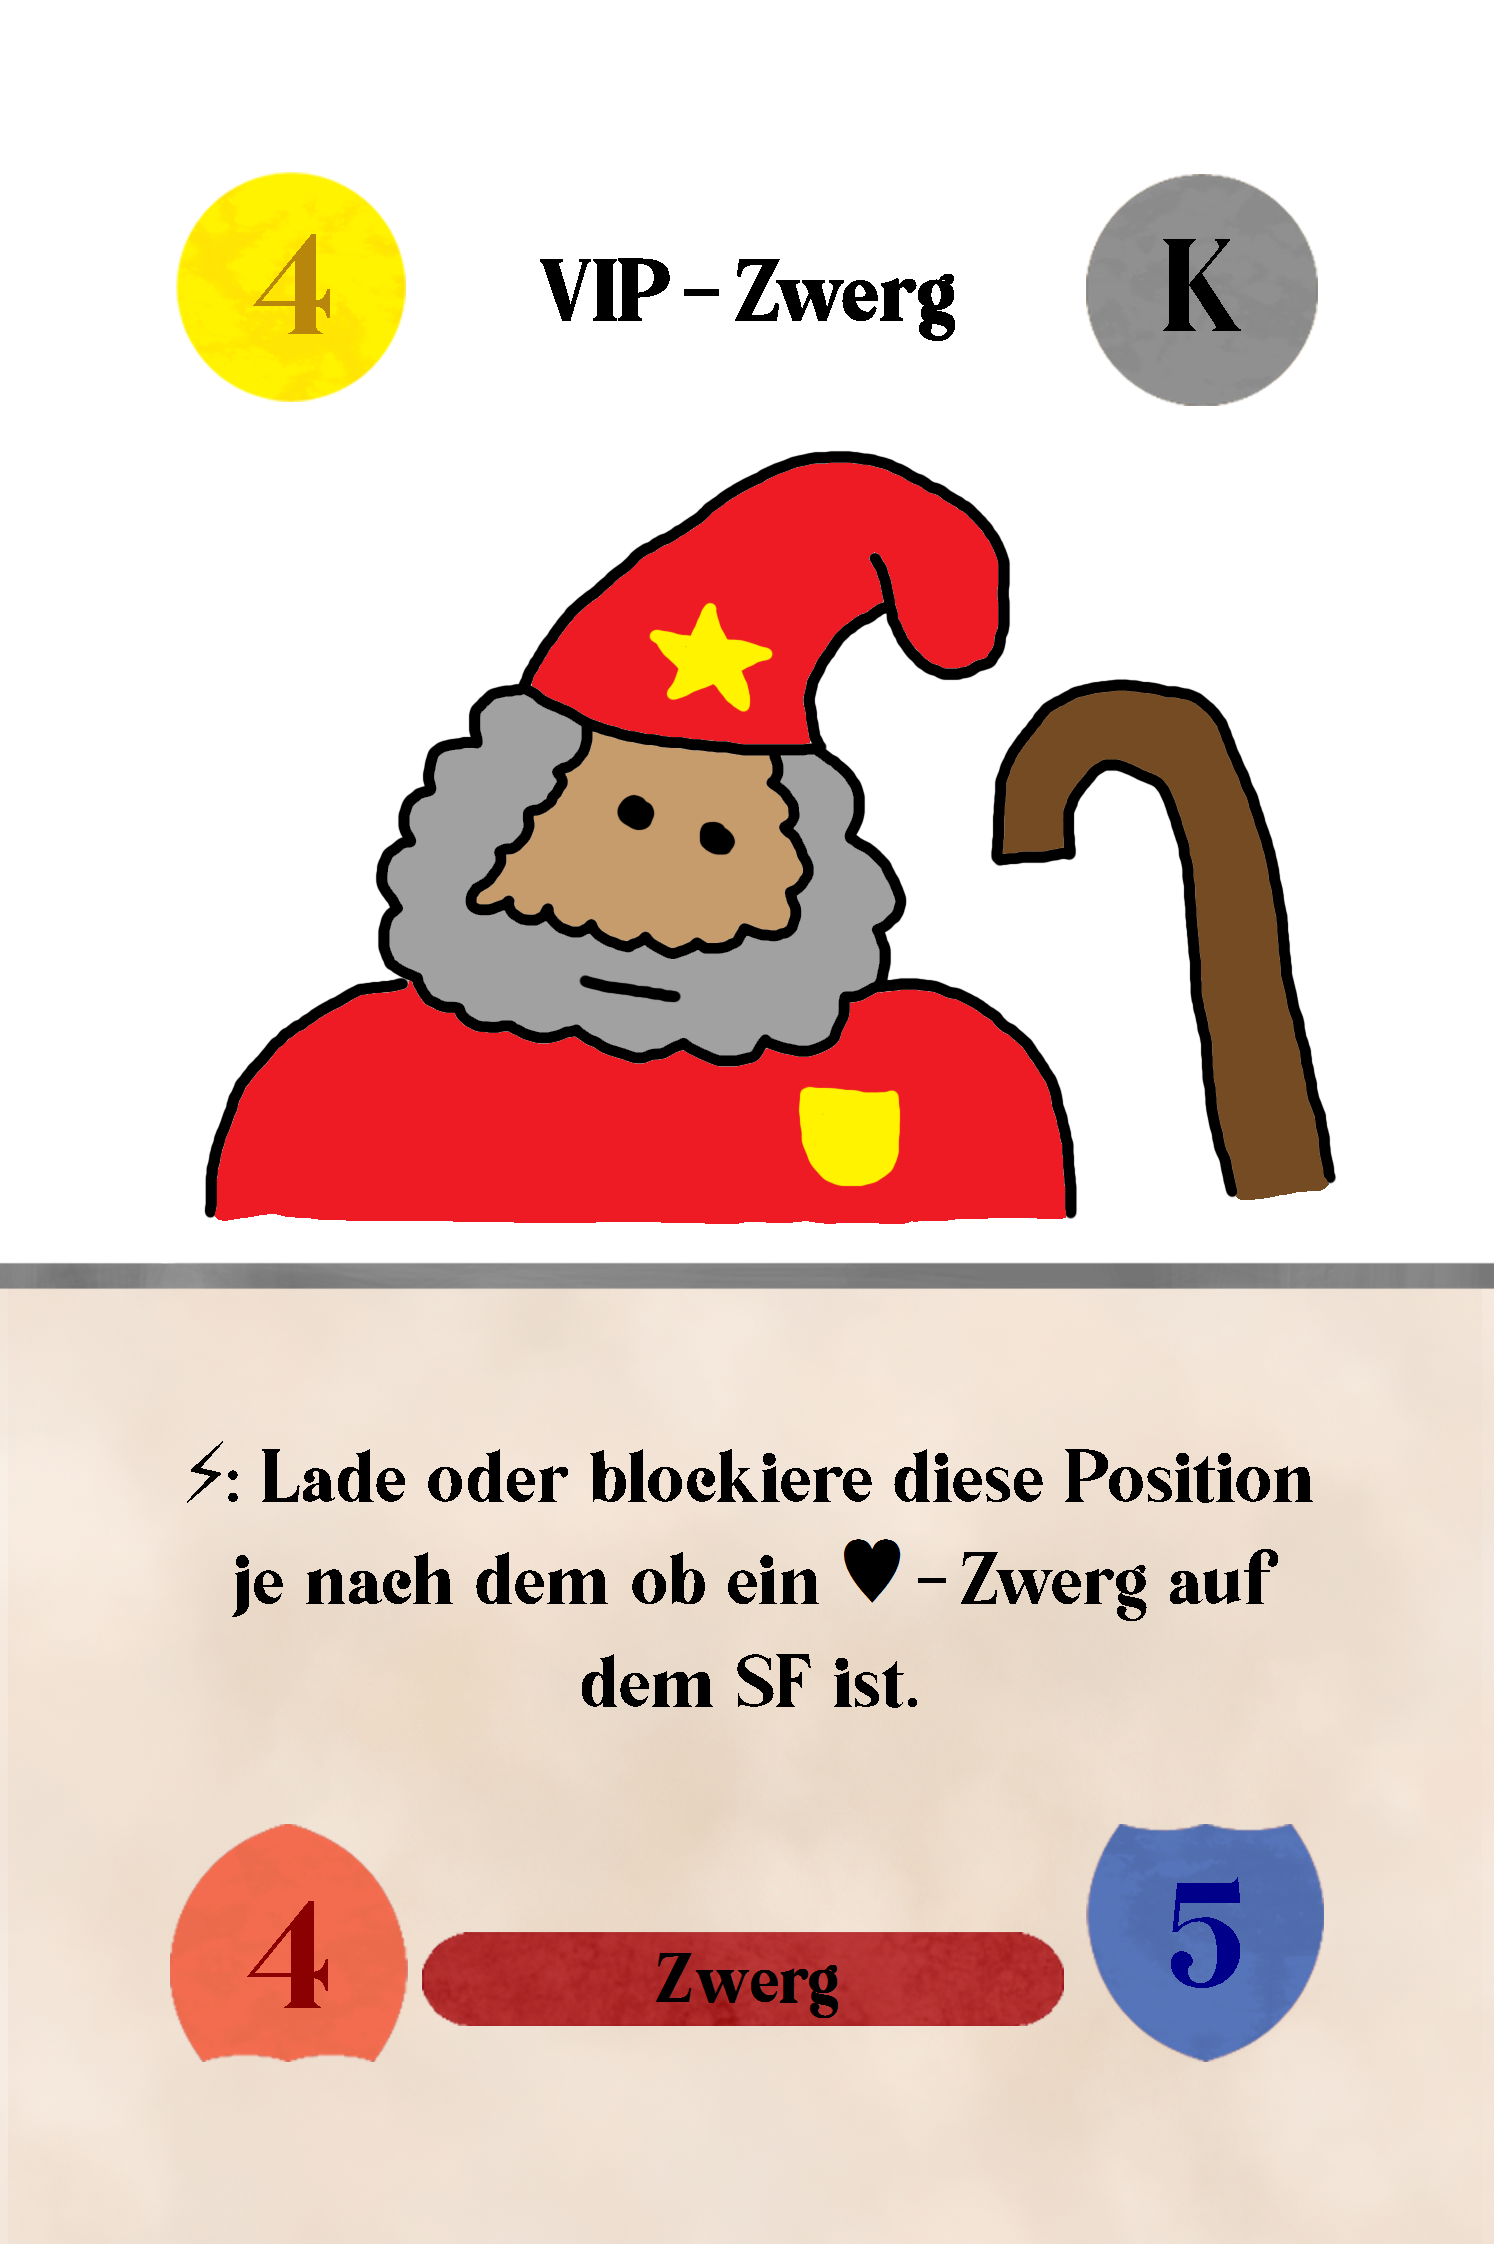 4
VIP - Zwerg
K
⚡: Lade oder blockiere diese Position
je nach dem ob ein ♥ - Zwerg auf
dem SF ist.
4
Zwerg
5